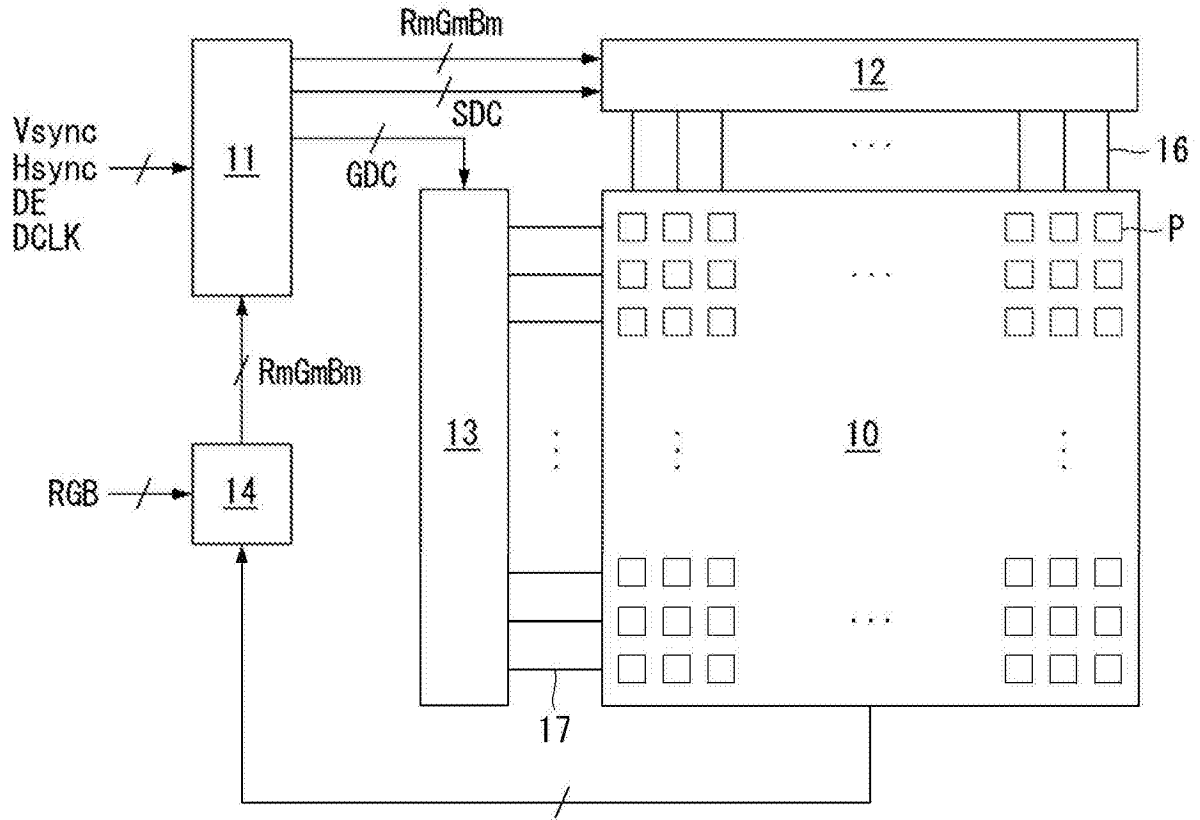 RmGmBm
12
SDC
Vsync
Hsync
DE
DCLK
11
GDC
16
P
RmGmBm
13
10
RGB
14
17